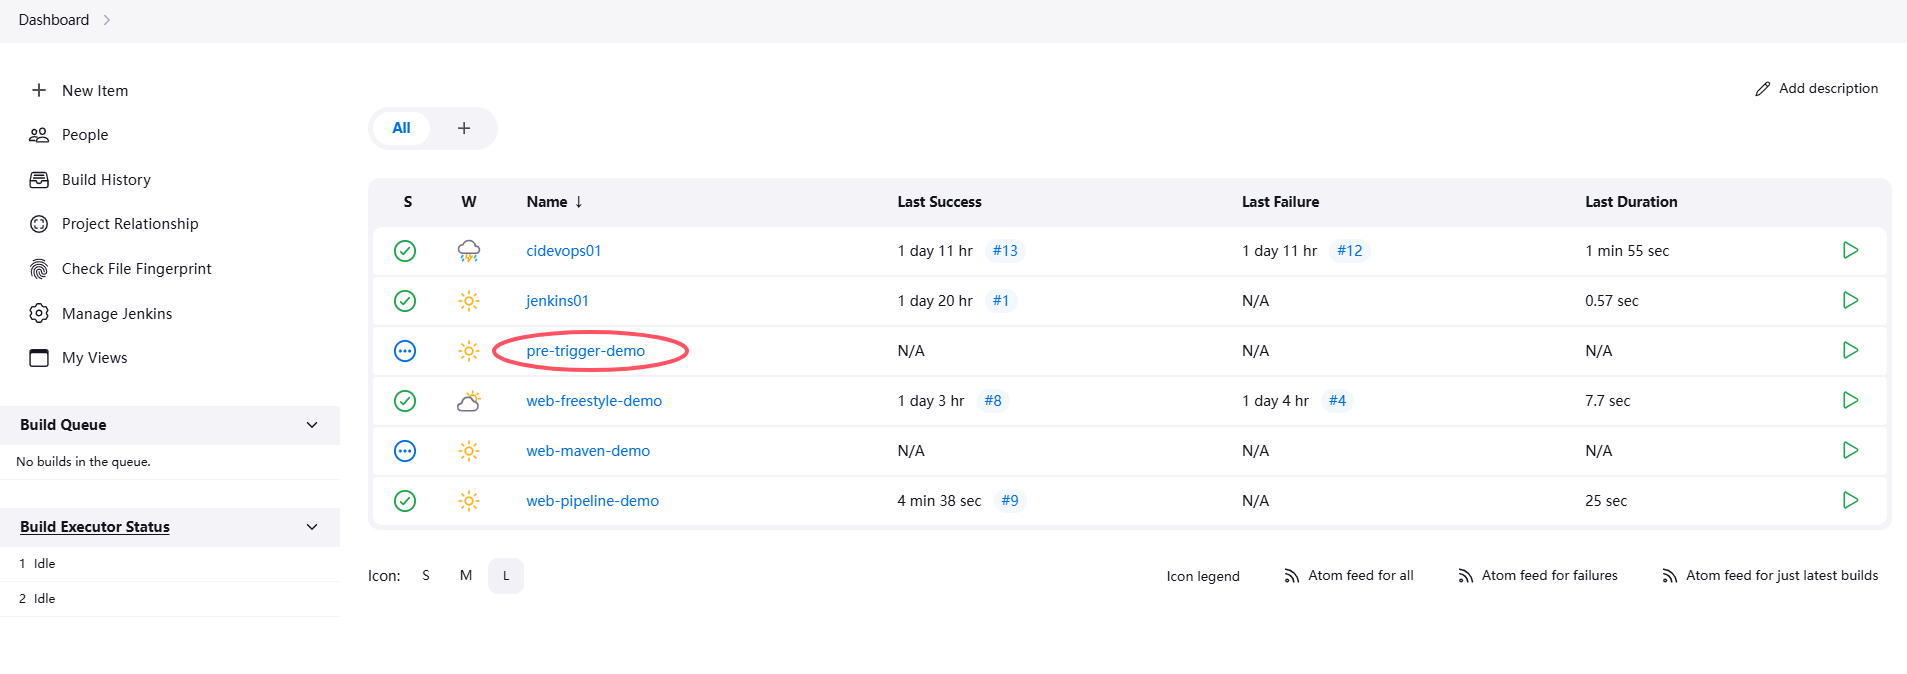 Dashboard
New Item
People
Build History
Project Relationship
Check File Fingerprint
Manage Jenkins
My Views
Build Queue
No builds in the queue.
Build Executor Status
1 Idle
2 Idle
Add description
All +
S W Name ↓ Last Success Last Failure Last Duration
cidevops01 1 day 11 hr #13 1 day 11 hr #12 1 min 55 sec
jenkins01 1 day 20 hr #1 N/A 0.57 sec
pre-trigger-demo N/A N/A N/A
web-freestyle-demo 1 day 3 hr #8 1 day 4 hr #4 7.7 sec
web-maven-demo N/A N/A N/A
web-pipeline-demo 4 min 38 sec #9 N/A 25 sec
Icon: S M L Icon legend Atom feed for all Atom feed for failures Atom feed for just latest builds